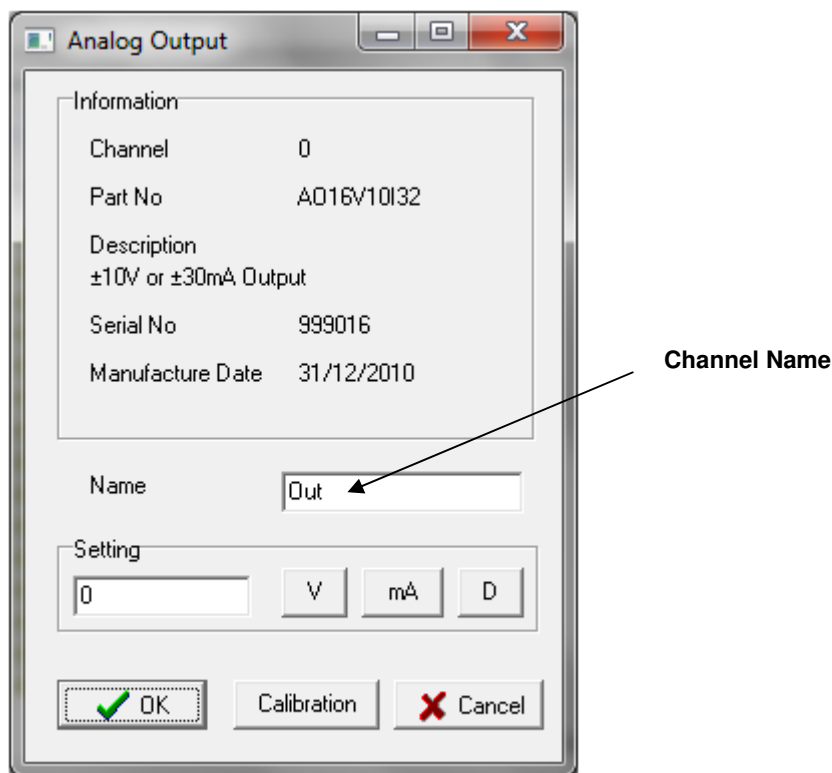 Analog Output
Information
Channel 0
Part No AO16V10I32
Description
±10V or ±30mA Output
Serial No 999016
Manufacture Date 31/12/2010
Channel Name
Name Out
Setting
0 V mA D
OK Calibration Cancel